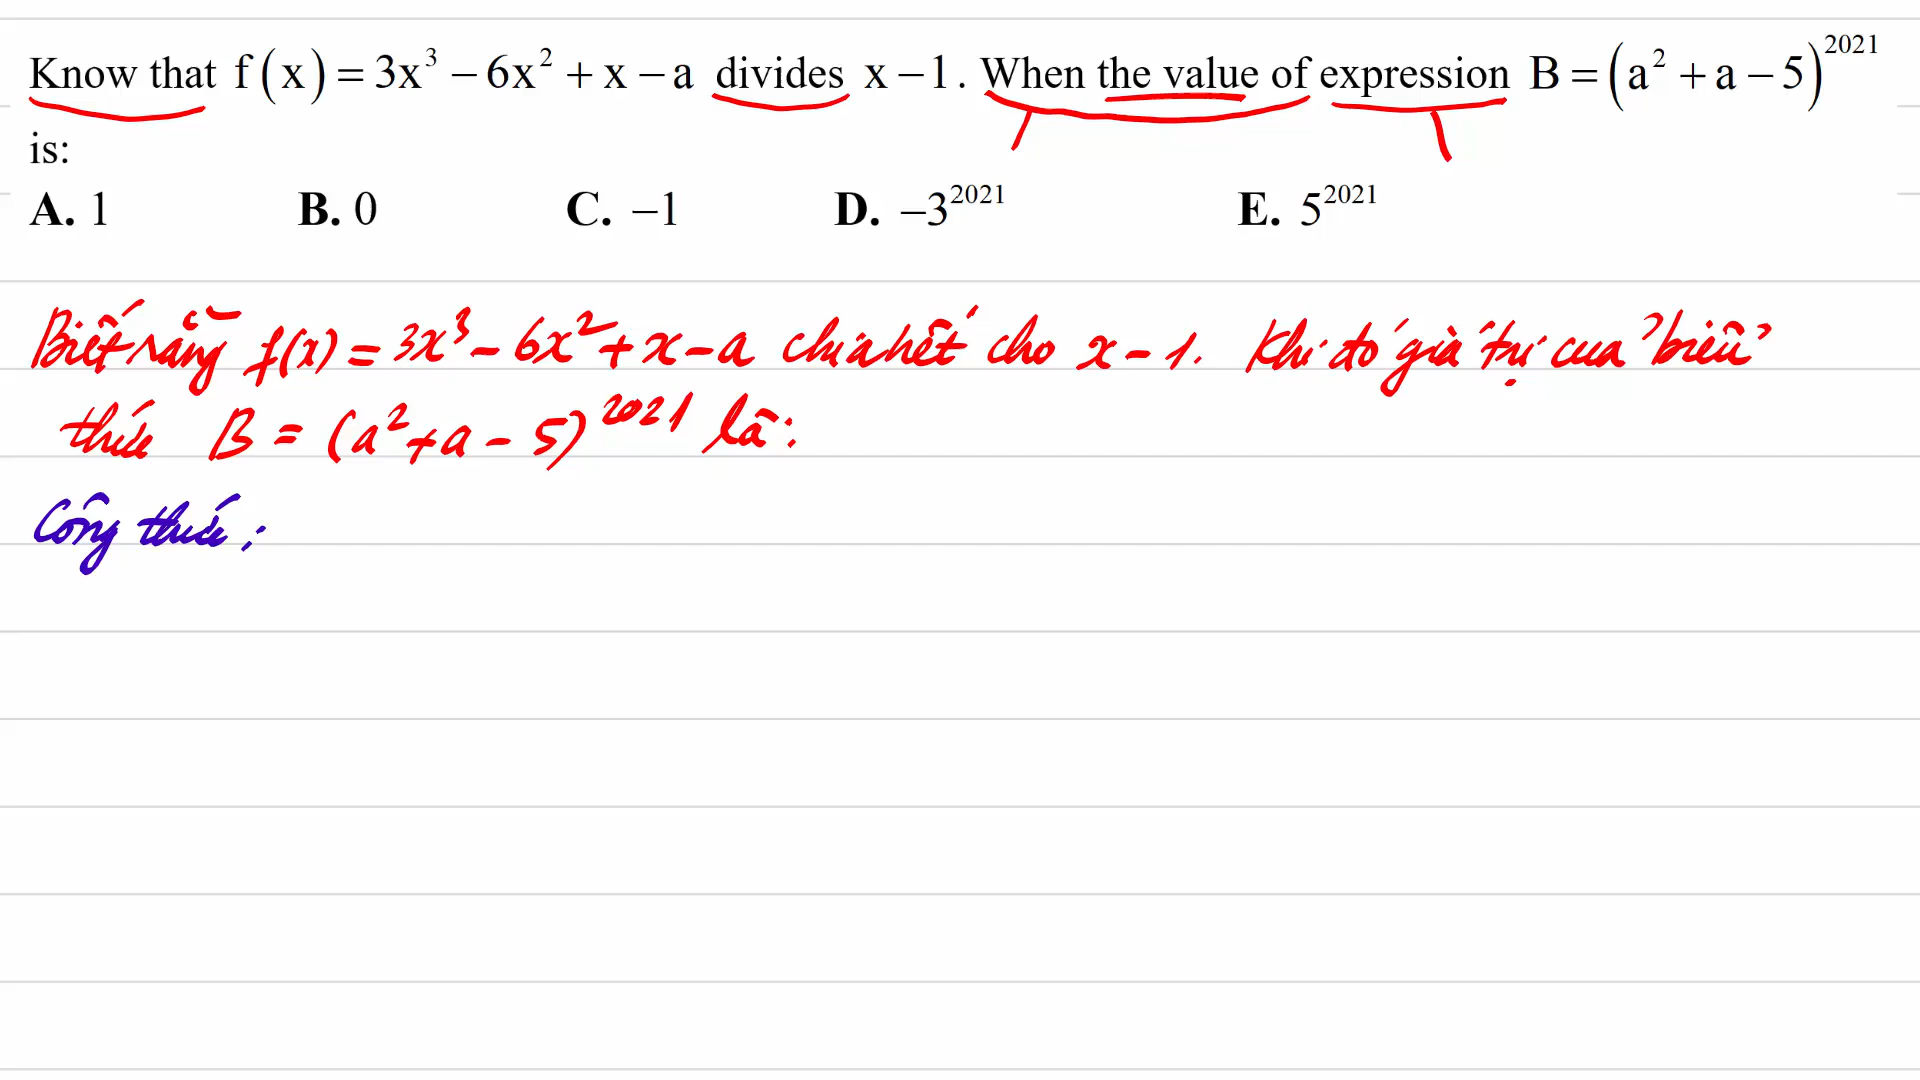 Know that f(x) = 3x³ − 6x² + x − a divides x − 1. When the value of expression B = (a² + a − 5)²⁰²¹
is:
A. 1 B. 0 C. −1 D. −3²⁰²¹ E. 5²⁰²¹
Biết rằng f(x) = 3x³ − 6x² + x − a chia hết cho x − 1. Khi đó giá trị của biểu
thức B = (a² + a − 5)²⁰²¹ là:
Công thức: